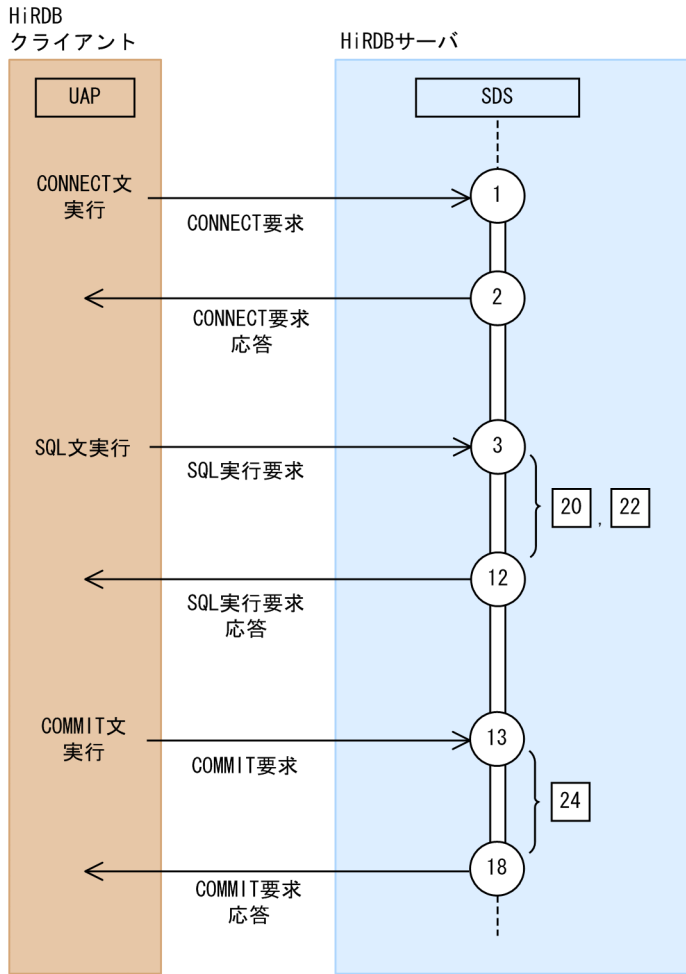 HiRDB
クライアント
HiRDBサーバ
UAP
SDS
CONNECT文
実行
1
CONNECT要求
2
CONNECT要求
応答
SQL文実行
3
SQL実行要求
20 , 22
12
SQL実行要求
応答
COMMIT文
実行
13
COMMIT要求
24
18
COMMIT要求
応答